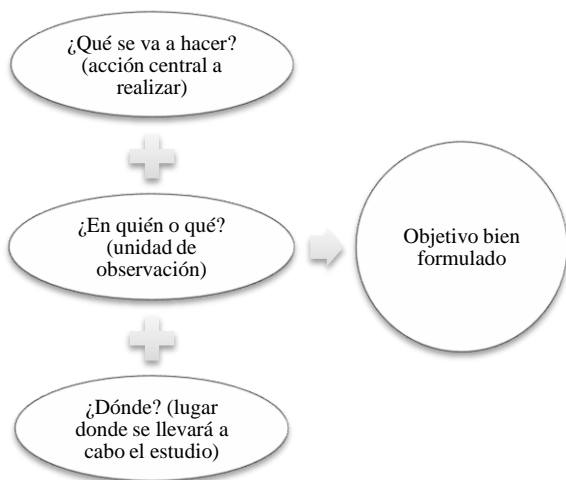 ¿Qué se va a hacer?
(acción central a
realizar)
¿En quién o qué?
(unidad de
observación)
¿Dónde? (lugar
donde se llevará a
cabo el estudio)
Objetivo bien
formulado